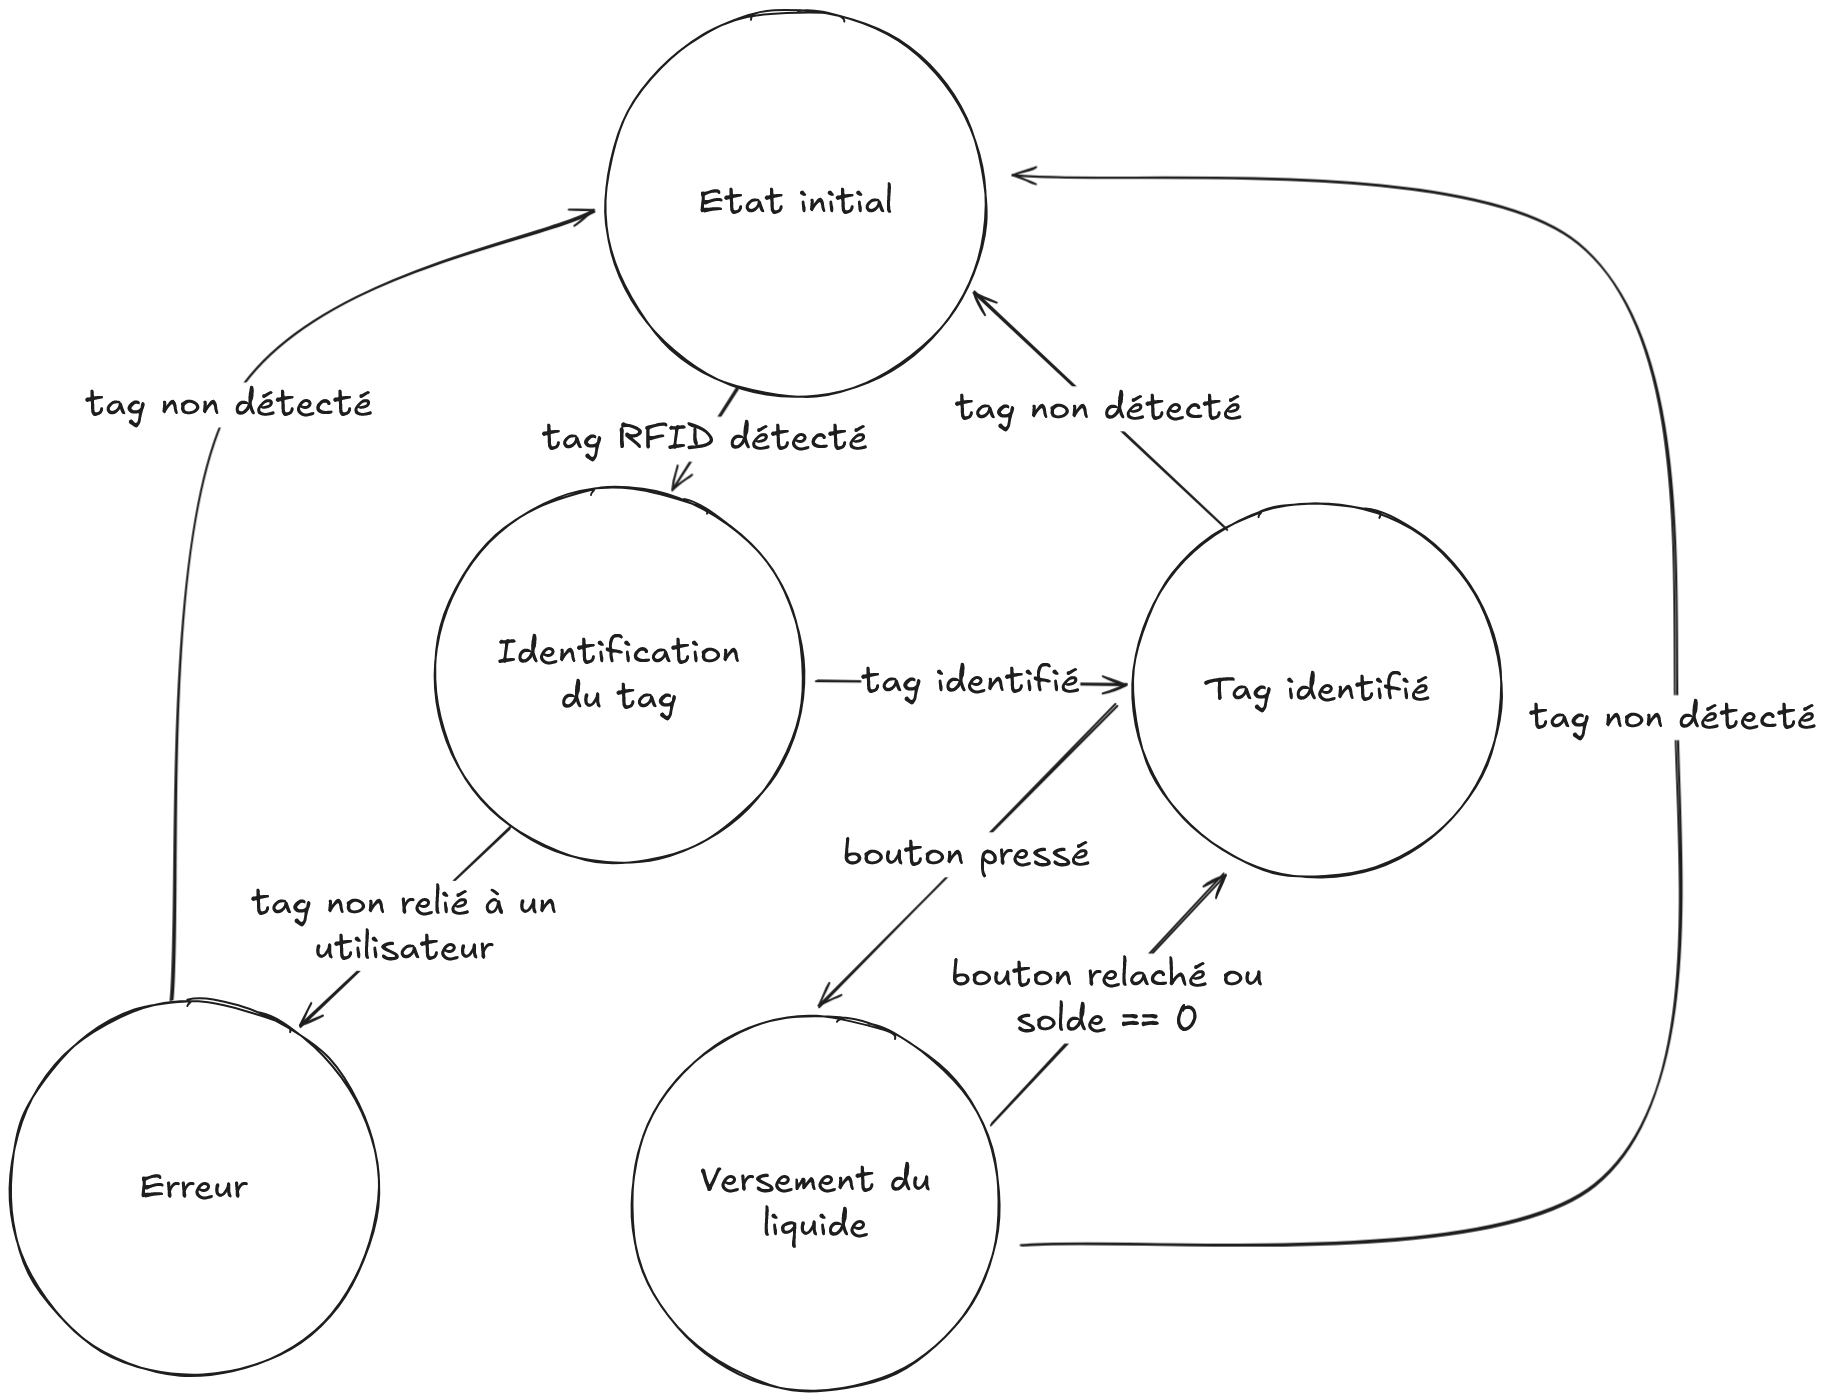 Etat initial
tag non détecté
tag RFID détecté
tag non détecté
Identification
du tag
tag identifié
Tag identifié
tag non détecté
bouton pressé
tag non relié à un
utilisateur
bouton relaché ou
solde == 0
Erreur
Versement du
liquide